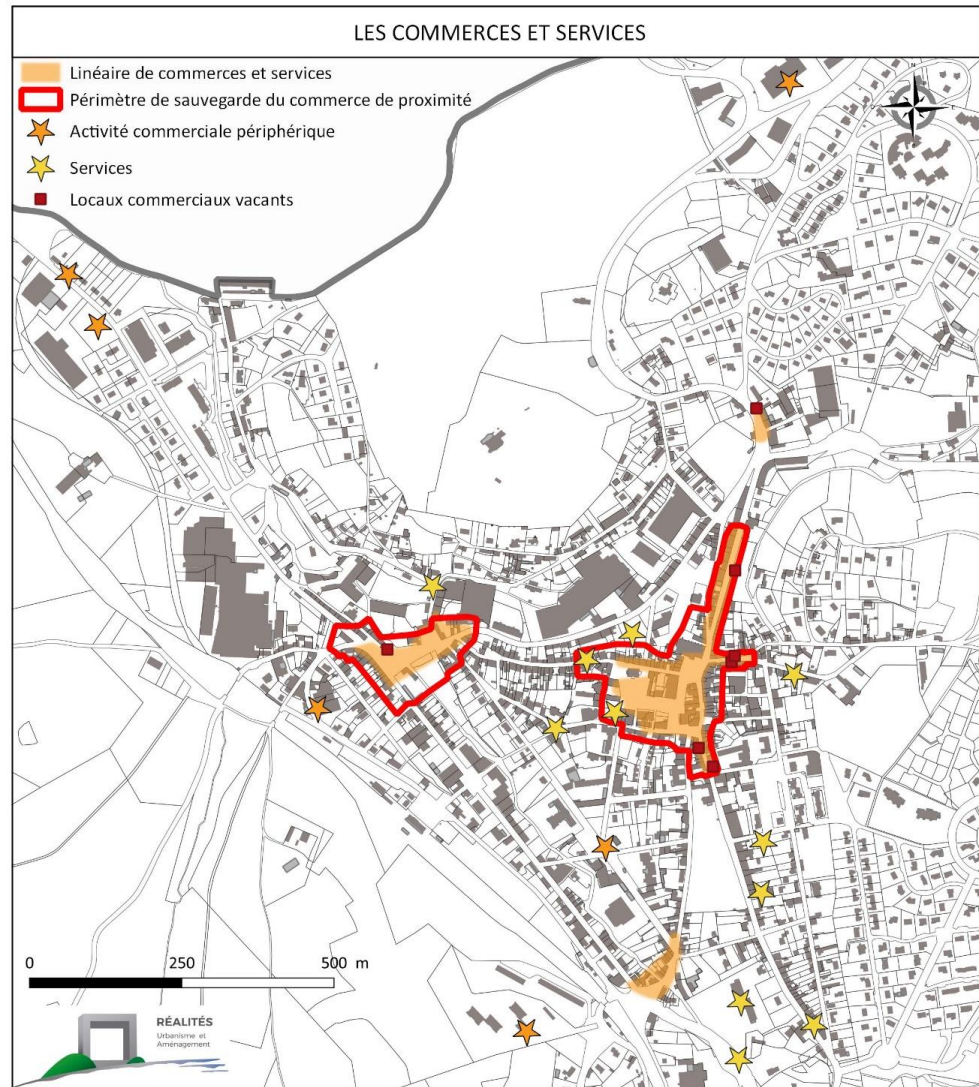 LES COMMERCES ET SERVICES
Linéaire de commerces et services
Périmètre de sauvegarde du commerce de proximité
Activité commerciale périphérique
Services
Locaux commerciaux vacants
N
0 250 500 m
RÉALITÉS
Urbanisme et
Aménagement